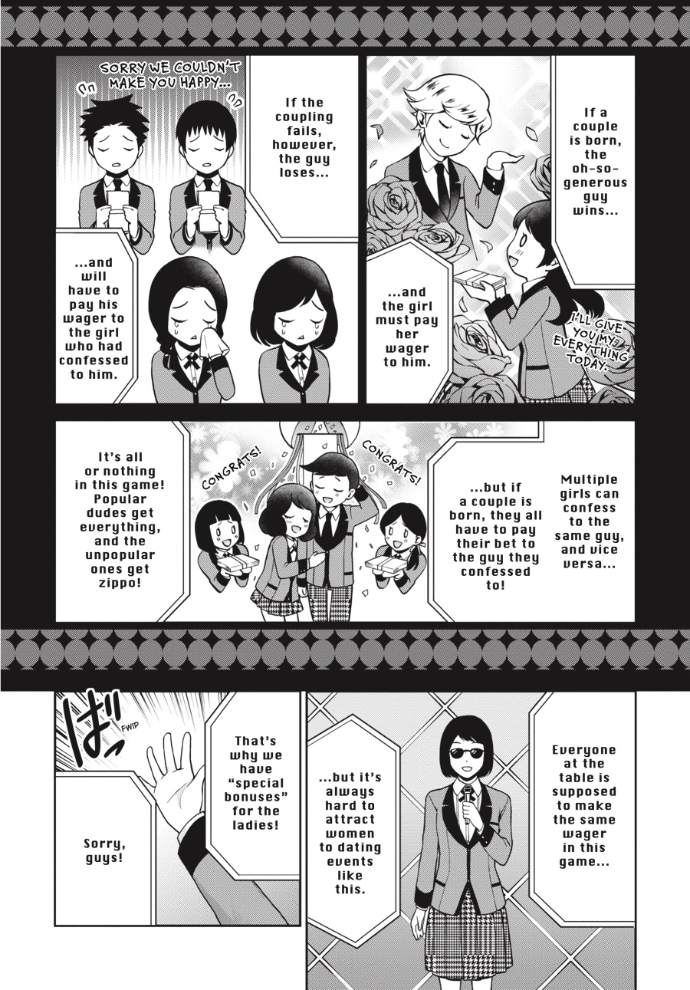 If a
couple
is born,
the
oh-so-
generous
guy
wins...
...and
the girl
must pay
her
wager
to him.
I'LL GIVE
YOU MY
EVERYTHING
TODAY.
If the
coupling
fails,
however,
the guy
loses...
SORRY WE COULDN'T
MAKE YOU HAPPY...
...and
will
have to
pay his
wager to
the girl
who had
confessed
to him.
Multiple
girls can
confess
to the
same guy,
and vice
versa...
...but if
a couple is
born, they all
have to pay
their bet to
the guy they
confessed
to!
CONGRATS!
CONGRATS!
It's all
or nothing
in this game!
Popular
dudes get
everything,
and the
unpopular
ones get
zippo!
Everyone
at the
table is
supposed
to make
the same
wager
in this
game...
...but it's
always
hard to
attract
women
to dating
events
like
this.
That's
why we
have
"special
bonuses"
for the
ladies!
ばっ
FWIP
Sorry,
guys!